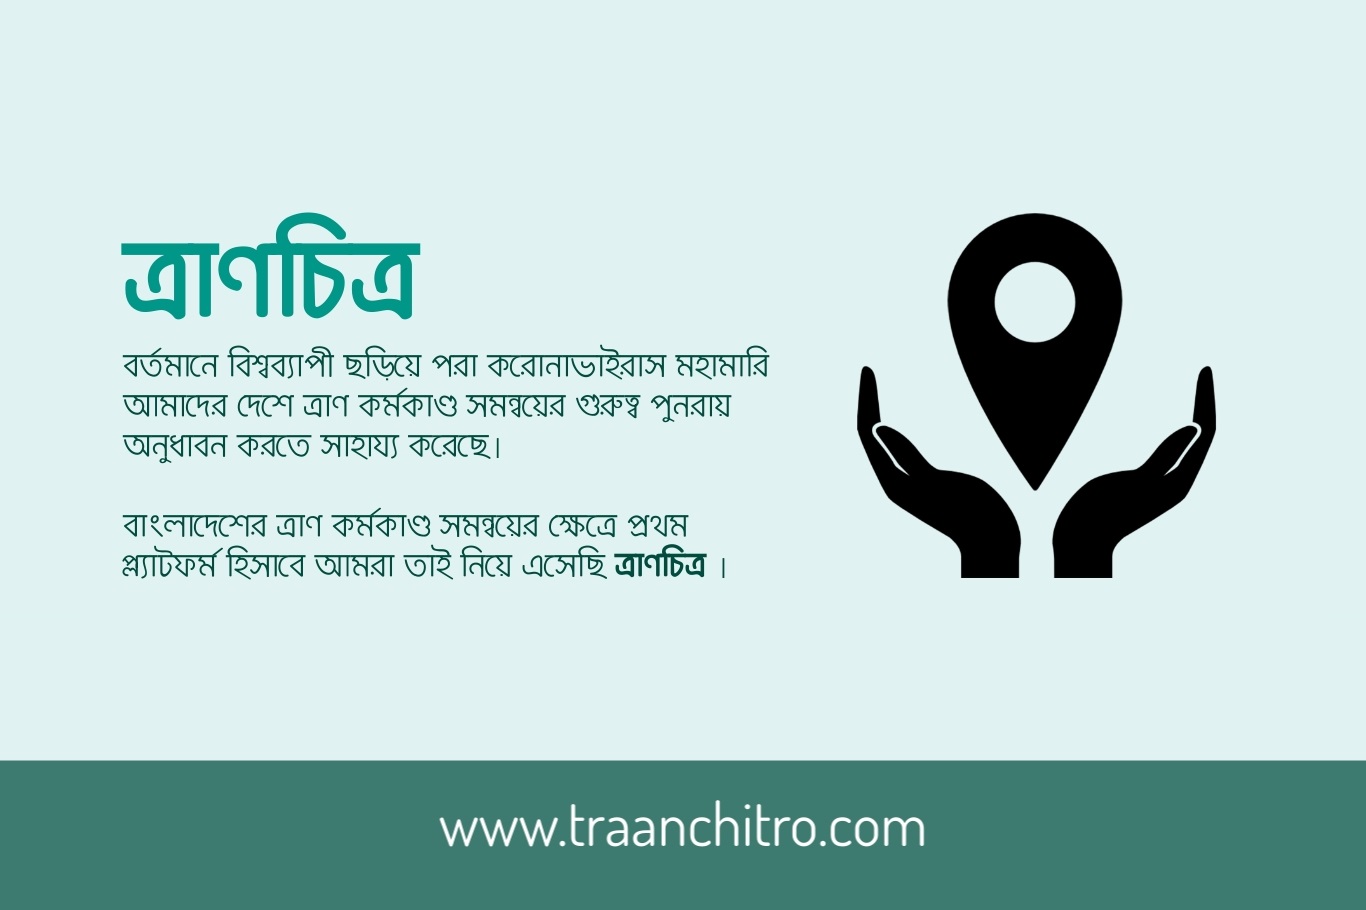 ত্রাণচিত্র
বর্তমানে বিশ্বব্যাপী ছড়িয়ে পরা করোনাভাইরাস মহামারি
আমাদের দেশে ত্রাণ কর্মকাণ্ড সমন্বয়ের গুরুত্ব পুনরায়
অনুধাবন করতে সাহায্য করেছে।
বাংলাদেশের ত্রাণ কর্মকাণ্ড সমন্বয়ের ক্ষেত্রে প্রথম
প্ল্যাটফর্ম হিসাবে আমরা তাই নিয়ে এসেছি ত্রাণচিত্র ।
www.traanchitro.com